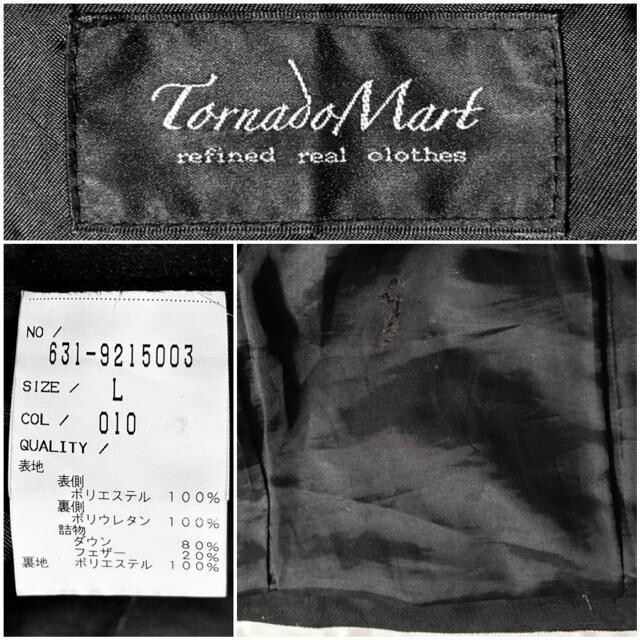 TornadoMart
refined real clothes
NO /
631-9215003
SIZE / L
COL / 010
QUALITY /
表地
表側
ポリエステル 100%
裏側
ポリウレタン 100%
詰物
ダウン 80%
フェザー 20%
裏地 ポリエステル 100%